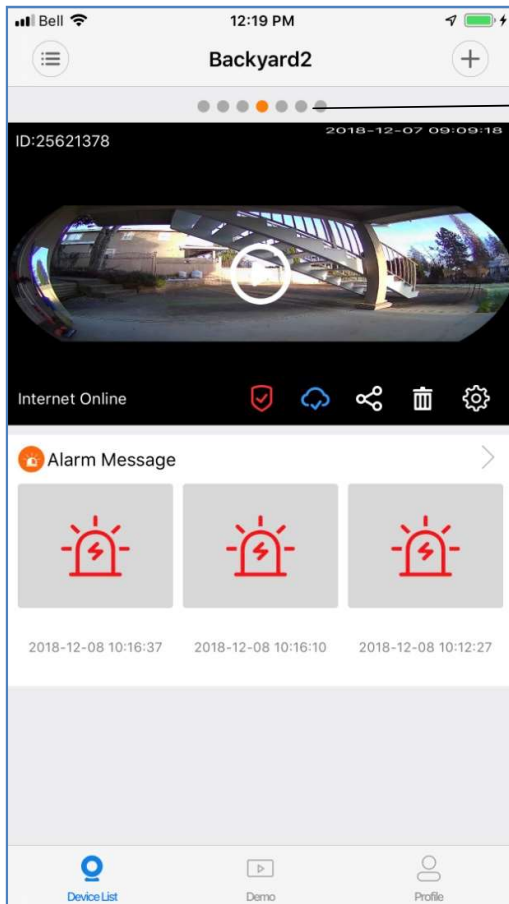 Bell 12:19 PM
Backyard2
2018-12-07 09:09:18
ID:25621378
Internet Online
Alarm Message
2018-12-08 10:16:37 2018-12-08 10:16:10 2018-12-08 10:12:27
Device List Demo Profile